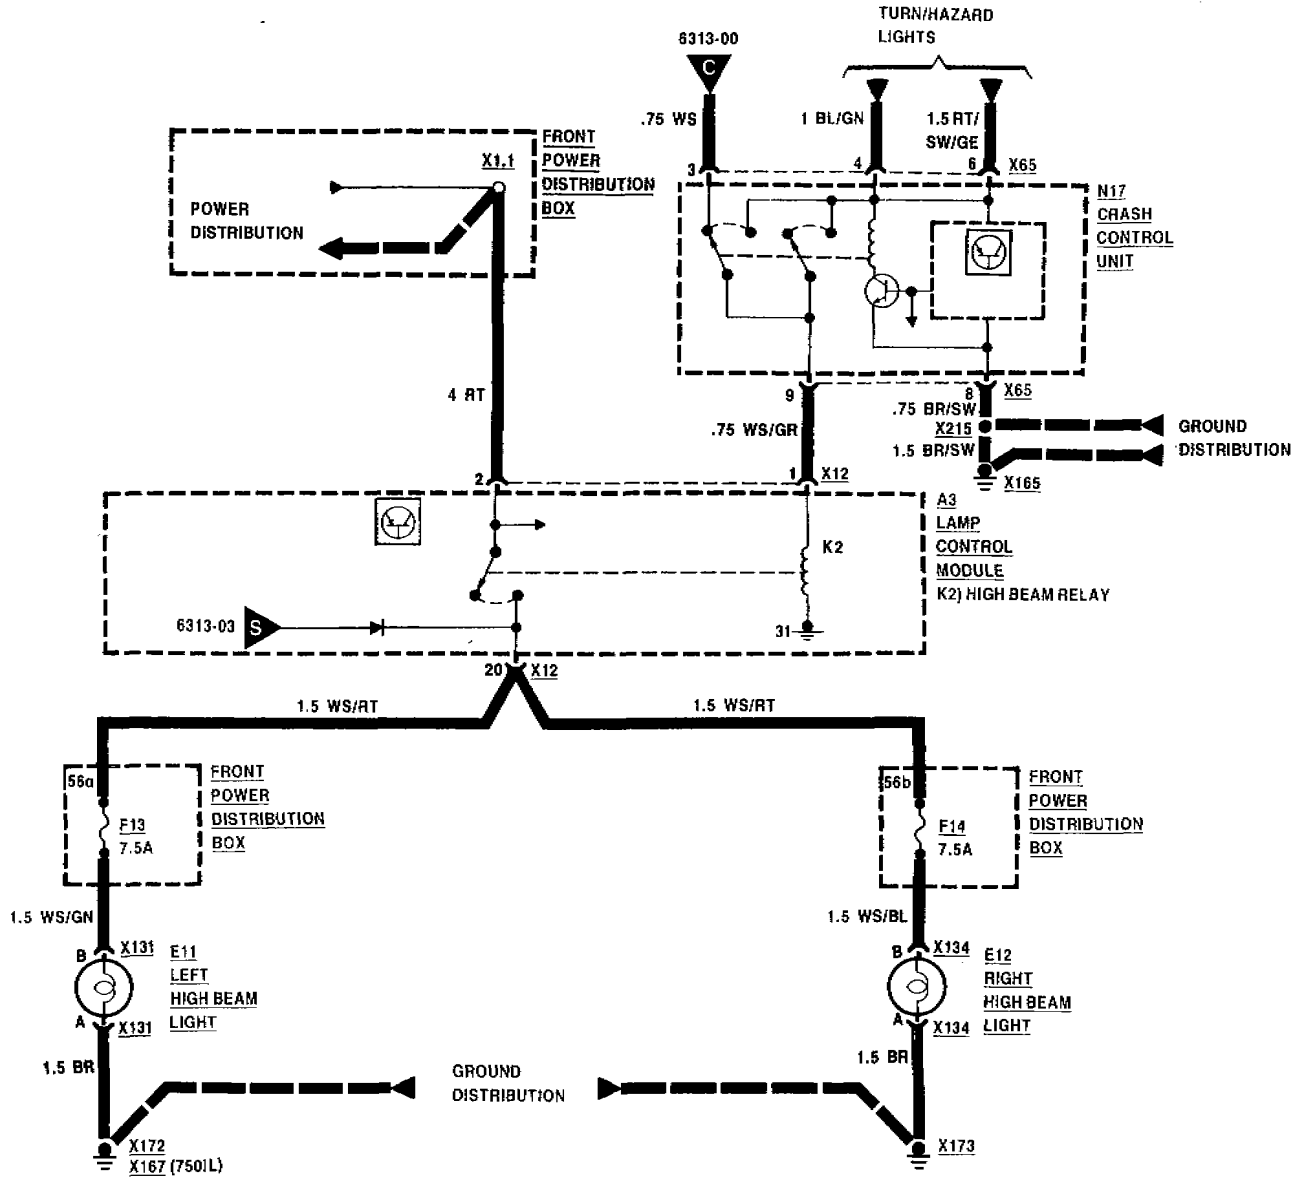 TURN/HAZARD
LIGHTS
6313-00
C
.75 WS
1 BL/GN
1.5 RT/
SW/GE
3
4
6
X65
FRONT
POWER
DISTRIBUTION
BOX
X1.1
POWER
DISTRIBUTION
N17
CRASH
CONTROL
UNIT
4 RT
9
8
X65
.75 WS/GR
.75 BR/SW
X215
1.5 BR/SW
X165
GROUND
DISTRIBUTION
2
1
X12
A3
LAMP
CONTROL
MODULE
K2) HIGH BEAM RELAY
K2
6313-03
S
31
20
X12
1.5 WS/RT
1.5 WS/RT
56a
FRONT
POWER
DISTRIBUTION
BOX
F13
7.5A
56b
FRONT
POWER
DISTRIBUTION
BOX
F14
7.5A
1.5 WS/GN
1.5 WS/BL
B
X131
E11
LEFT
HIGH BEAM
LIGHT
A
X131
B
X134
E12
RIGHT
HIGH BEAM
LIGHT
A
X134
1.5 BR
1.5 BR
GROUND
DISTRIBUTION
X172
X167 (750IL)
X173